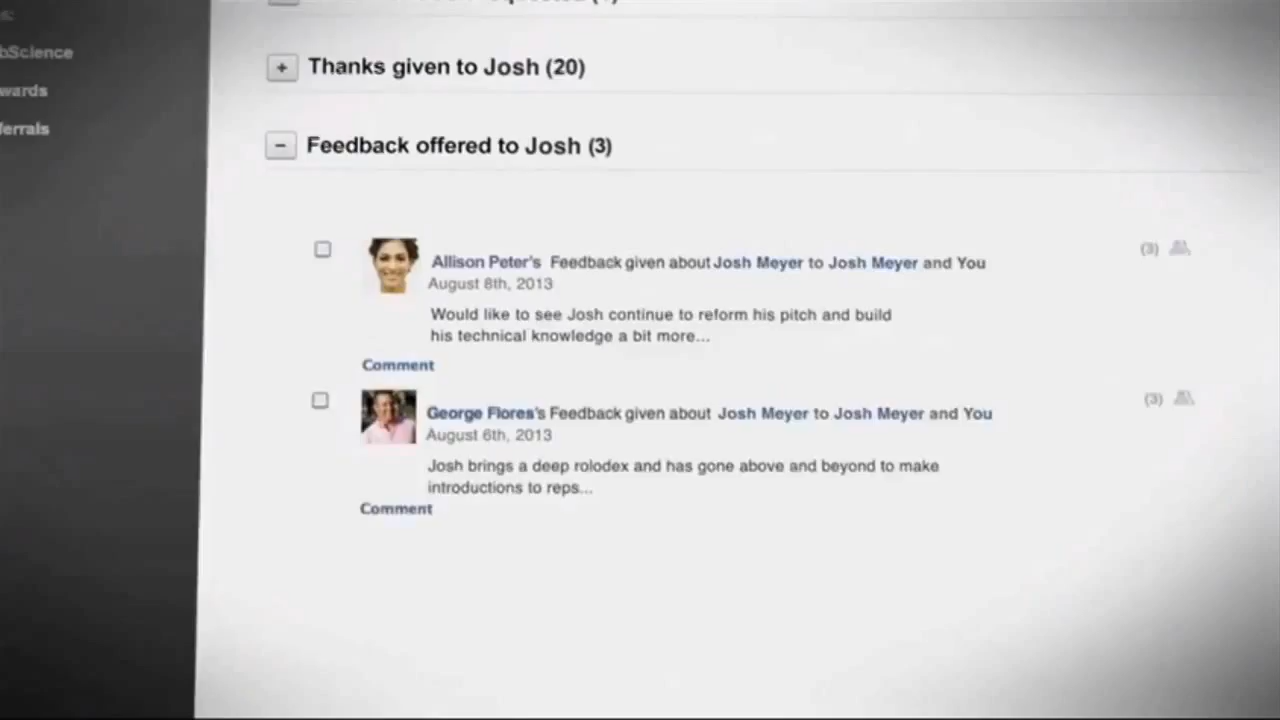 bScience
wards
ferrals
+ Thanks given to Josh (20)
− Feedback offered to Josh (3)
Allison Peter's Feedback given about Josh Meyer to Josh Meyer and You
(3)
August 8th, 2013
Would like to see Josh continue to reform his pitch and build
his technical knowledge a bit more...
Comment
George Flores's Feedback given about Josh Meyer to Josh Meyer and You
(3)
August 6th, 2013
Josh brings a deep rolodex and has gone above and beyond to make
introductions to reps...
Comment